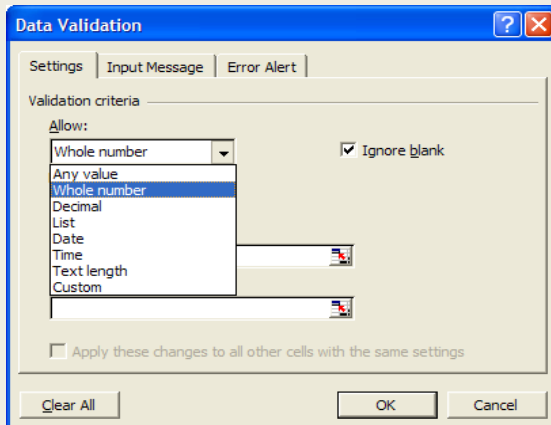 Data Validation
Settings Input Message Error Alert
Validation criteria
Allow:
Whole number
Ignore blank
Any value
Whole number
Decimal
List
Date
Time
Text length
Custom
Apply these changes to all other cells with the same settings
Clear All OK Cancel